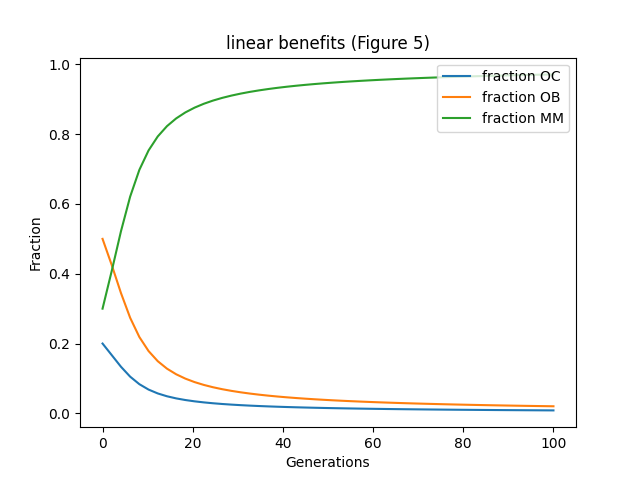 linear benefits (Figure 5)
fraction OC
fraction OB
fraction MM
Fraction
1.0
0.8
0.6
0.4
0.2
0.0
0 20 40 60 80 100
Generations